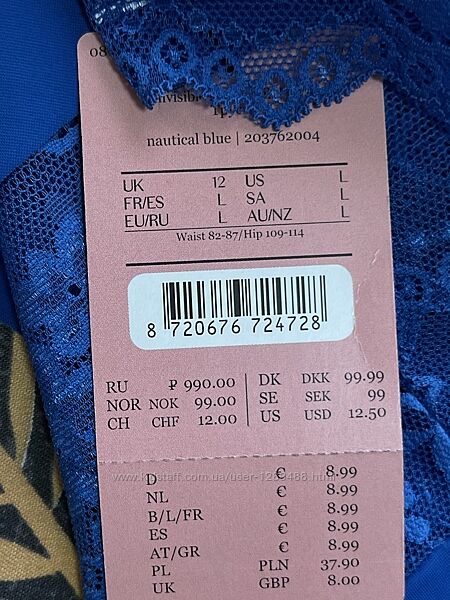 08
nautical blue | 203762004
UK 12 US L
FR/ES L SA L
EU/RU L AU/NZ L
Waist 82-87/Hip 109-114
8 720676 724728
RU ₽ 990.00 DK DKK 99.99
NOR NOK 99.00 SE SEK 99
CH CHF 12.00 US USD 12.50
D € 8.99
NL € 8.99
B/L/FR € 8.99
ES € 8.99
AT/GR € 8.99
PL PLN 37.90
UK GBP 8.00